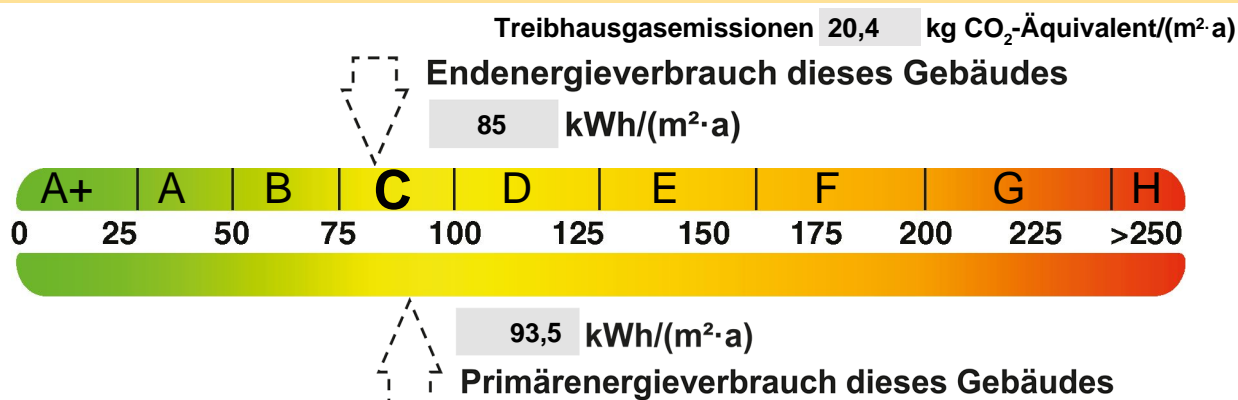 Treibhausgasemissionen 20,4 kg CO₂-Äquivalent/(m²·a)
Endenergieverbrauch dieses Gebäudes
85 kWh/(m²·a)
A+ A B C D E F G H
0 25 50 75 100 125 150 175 200 225 >250
93,5 kWh/(m²·a)
Primärenergieverbrauch dieses Gebäudes